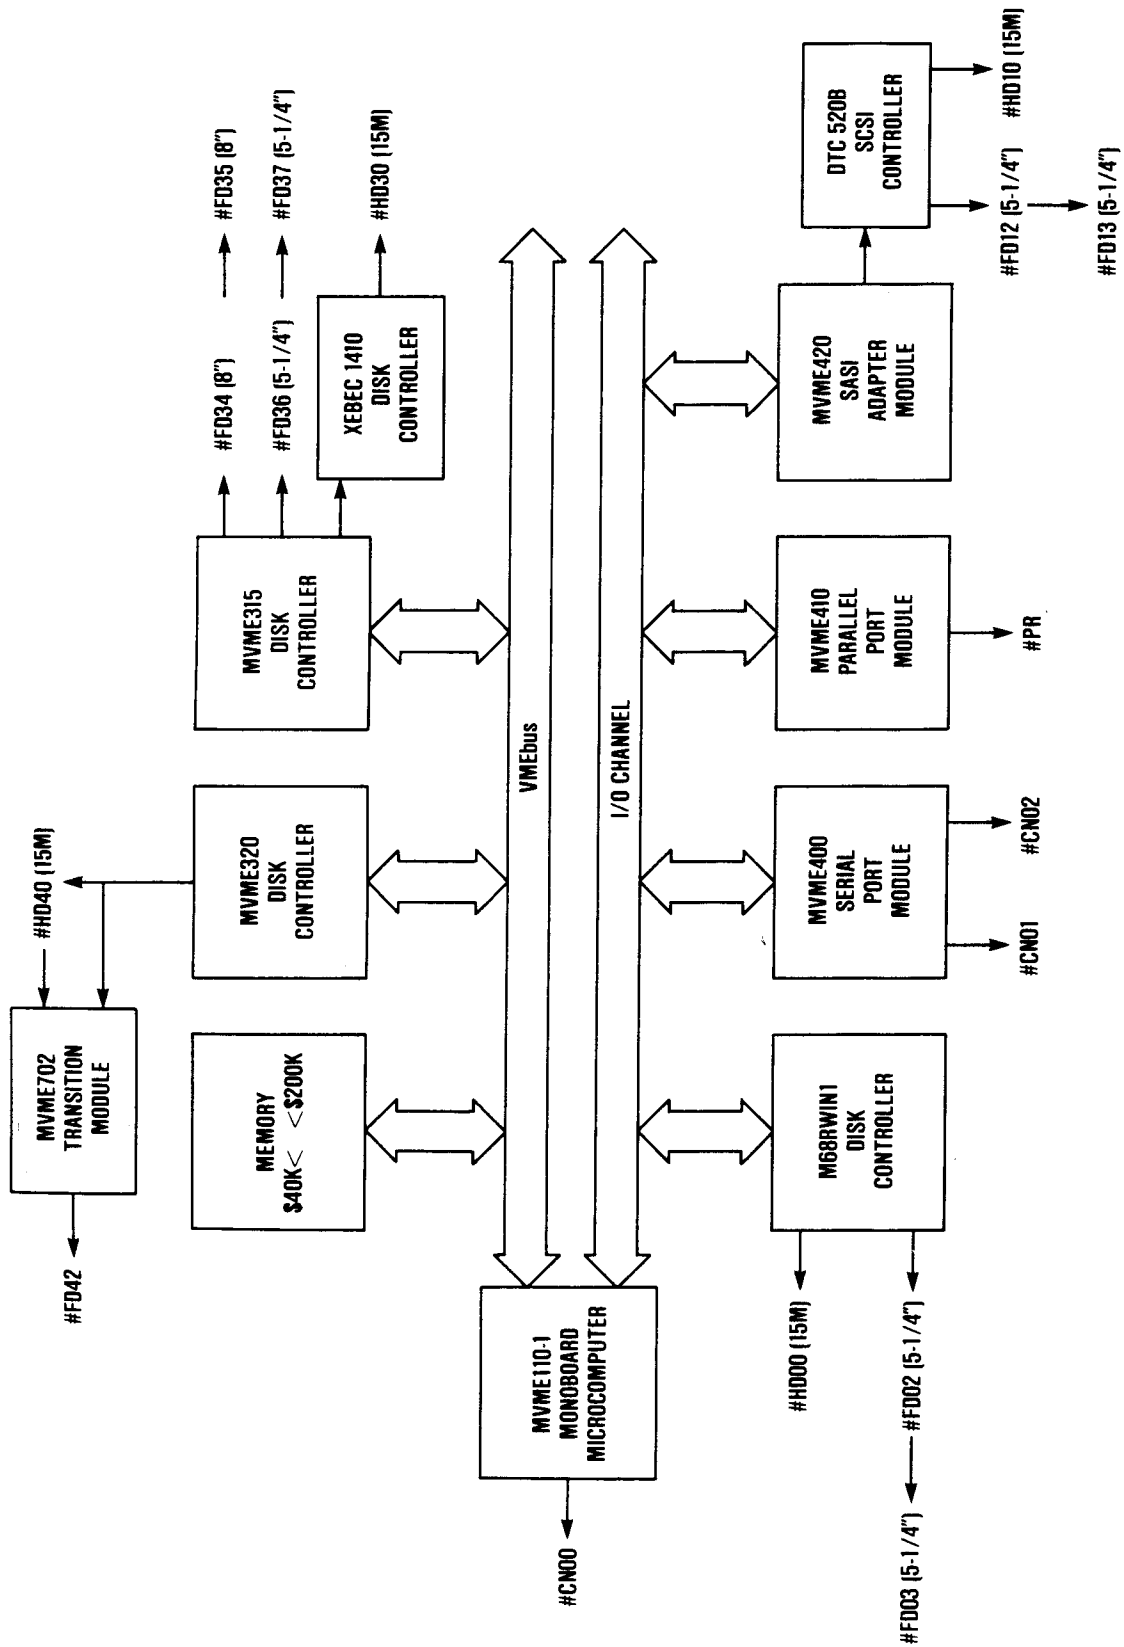 #FD42
MVME702
TRANSITION
MODULE
#HD40 (15M)
MEMORY
$40K< <$200K
MVME320
DISK
CONTROLLER
MVME315
DISK
CONTROLLER
#FD34 (8")
#FD35 (8")
#FD36 (5-1/4")
#FD37 (5-1/4")
XEBEC 1410
DISK
CONTROLLER
#HD30 (15M)
#CN00
MVME110-1
MONOBOARD
MICROCOMPUTER
VMEbus
I/O CHANNEL
M68RWIN1
DISK
CONTROLLER
#HD00 (15M)
#FD03 (5-1/4")
#FD02 (5-1/4")
MVME400
SERIAL
PORT
MODULE
#CN01
#CN02
MVME410
PARALLEL
PORT
MODULE
#PR
MVME420
SASI
ADAPTER
MODULE
DTC 520B
SCSI
CONTROLLER
#FD12 (5-1/4")
#HD10 (15M)
#FD13 (5-1/4")